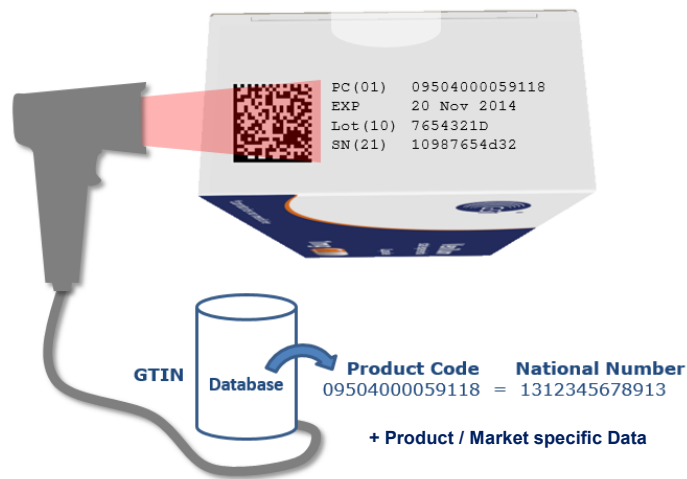 PC(01) 09504000059118
EXP 20 Nov 2014
Lot(10) 7654321D
SN(21) 10987654d32
GTIN
Database
Product Code National Number
09504000059118 = 1312345678913
+ Product / Market specific Data